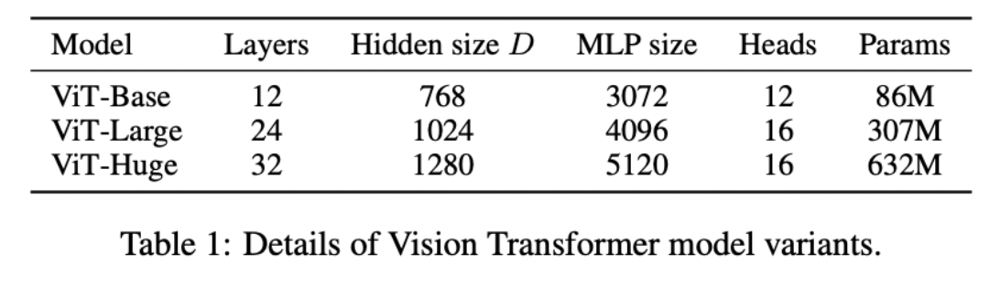 Model Layers Hidden size D MLP size Heads Params
ViT-Base 12 768 3072 12 86M
ViT-Large 24 1024 4096 16 307M
ViT-Huge 32 1280 5120 16 632M
Table 1: Details of Vision Transformer model variants.